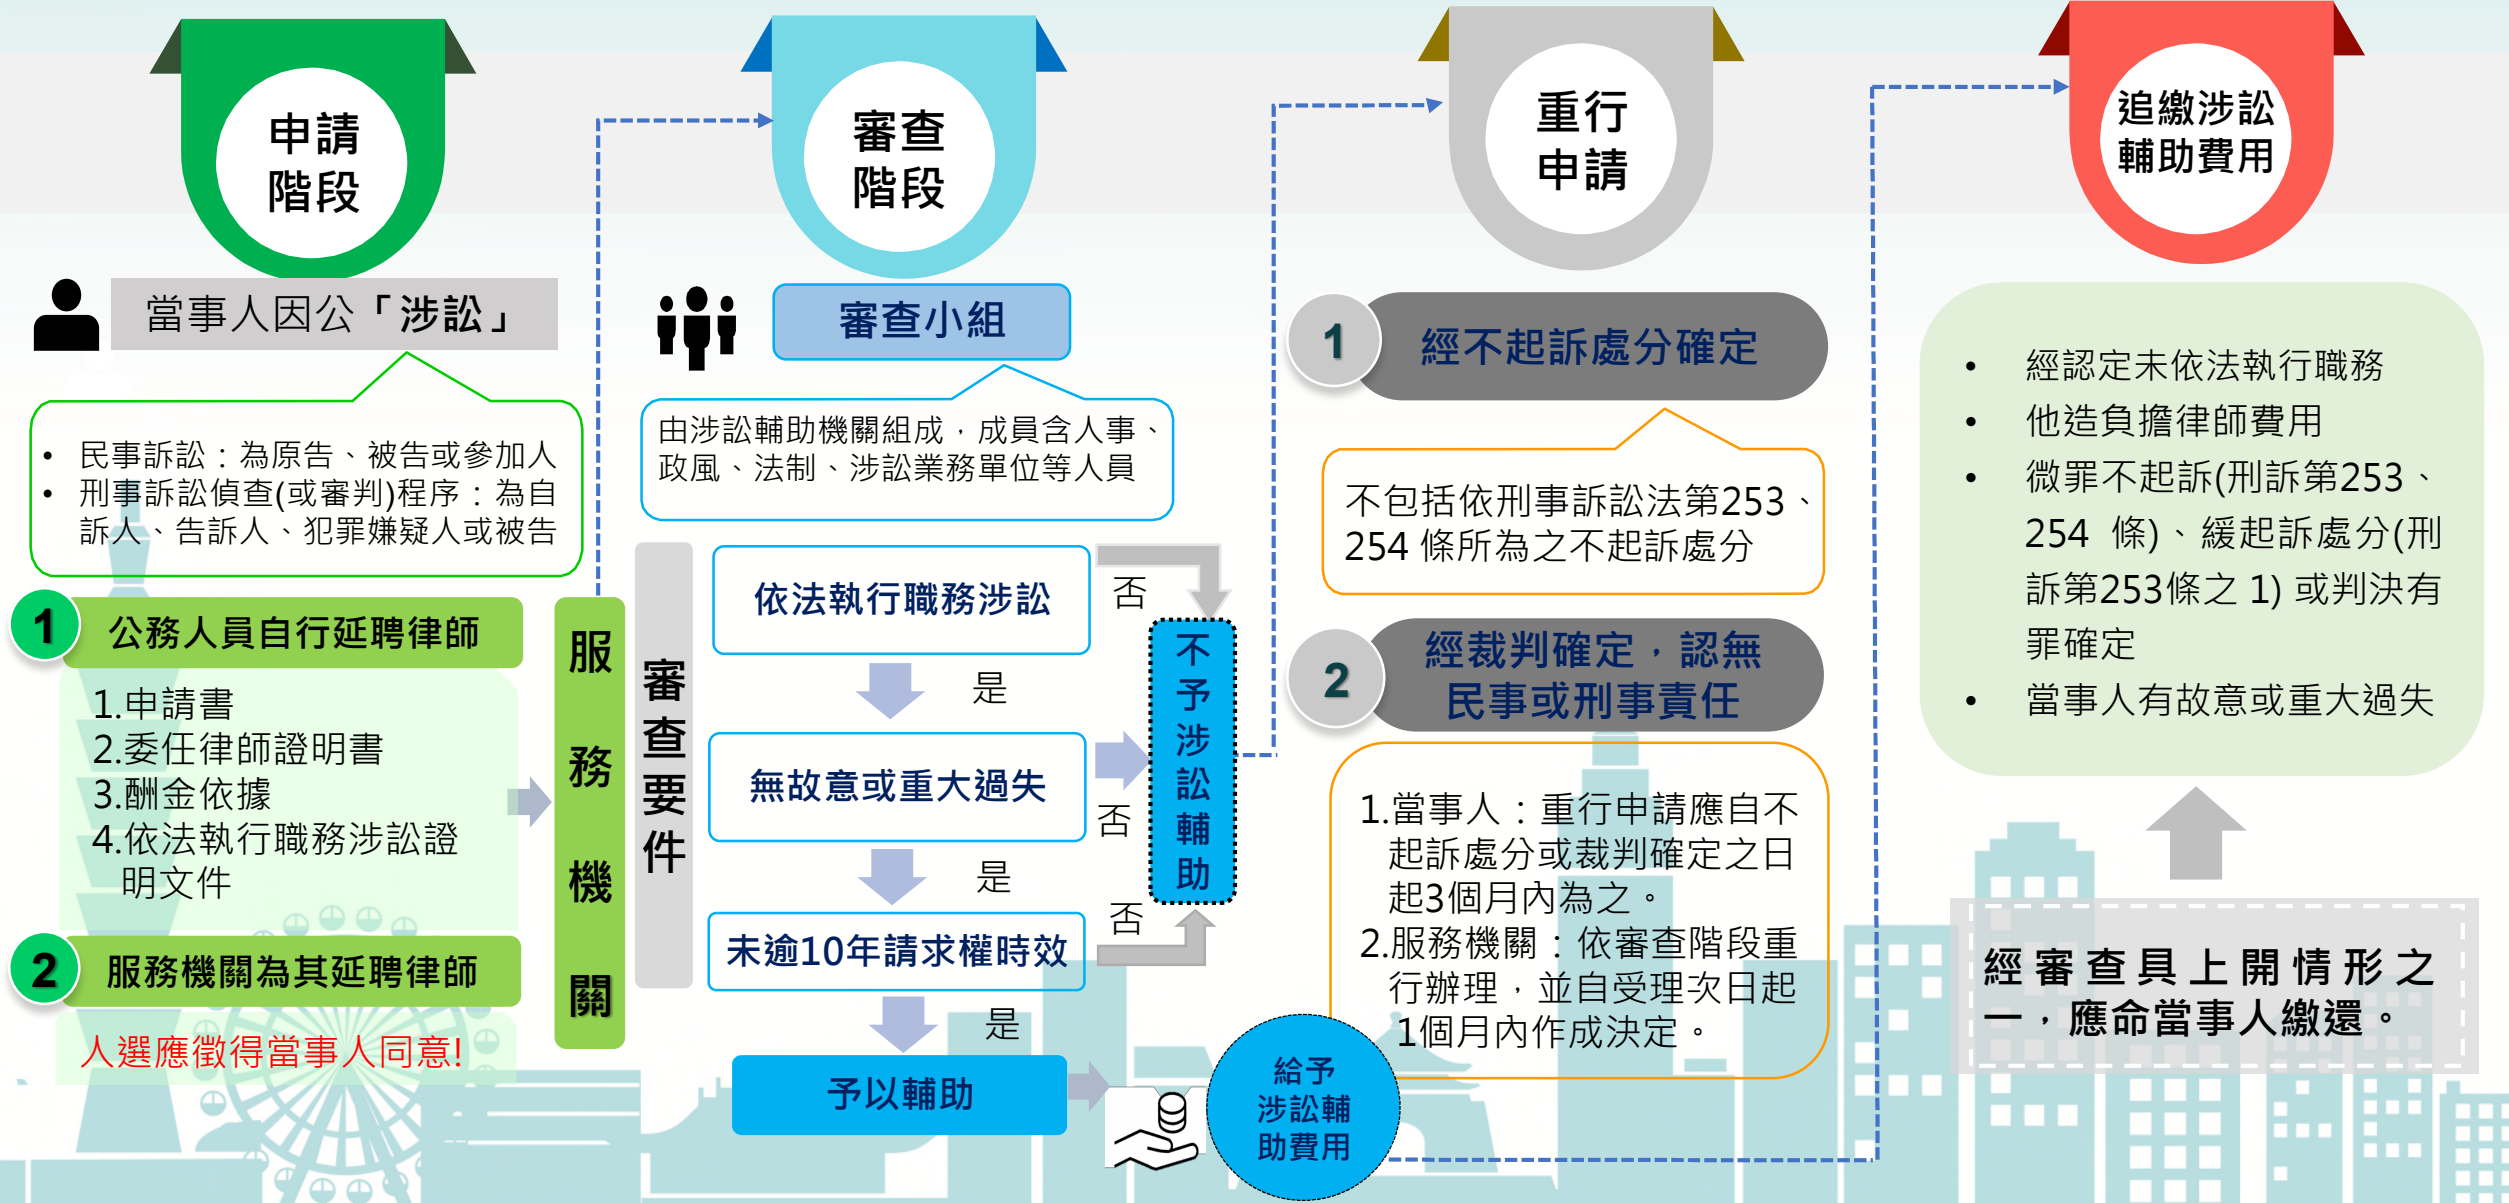 申請
階段
當事人因公「涉訟」
• 民事訴訟：為原告、被告或參加人
• 刑事訴訟偵查(或審判)程序：為自
訴人、告訴人、犯罪嫌疑人或被告
1 公務人員自行延聘律師
1.申請書
2.委任律師證明書
3.酬金依據
4.依法執行職務涉訟證
明文件
2 服務機關為其延聘律師
人選應徵得當事人同意!
服務機關
審查
階段
審查小組
由涉訟輔助機關組成，成員含人事、
政風、法制、涉訟業務單位等人員
審查要件
依法執行職務涉訟
否
是
無故意或重大過失
否
是
未逾10年請求權時效
否
是
予以輔助
不予涉訟輔助
給予
涉訟輔
助費用
重行
申請
1 經不起訴處分確定
不包括依刑事訴訟法第253、
254 條所為之不起訴處分
2 經裁判確定，認無
民事或刑事責任
1.當事人：重行申請應自不
起訴處分或裁判確定之日
起3個月內為之。
2.服務機關：依審查階段重
行辦理，並自受理次日起
1個月內作成決定。
追繳涉訟
輔助費用
• 經認定未依法執行職務
• 他造負擔律師費用
• 微罪不起訴(刑訴第253、
254 條)、緩起訴處分(刑
訴第253條之 1) 或判決有
罪確定
• 當事人有故意或重大過失
經審查具上開情形之
一，應命當事人繳還。